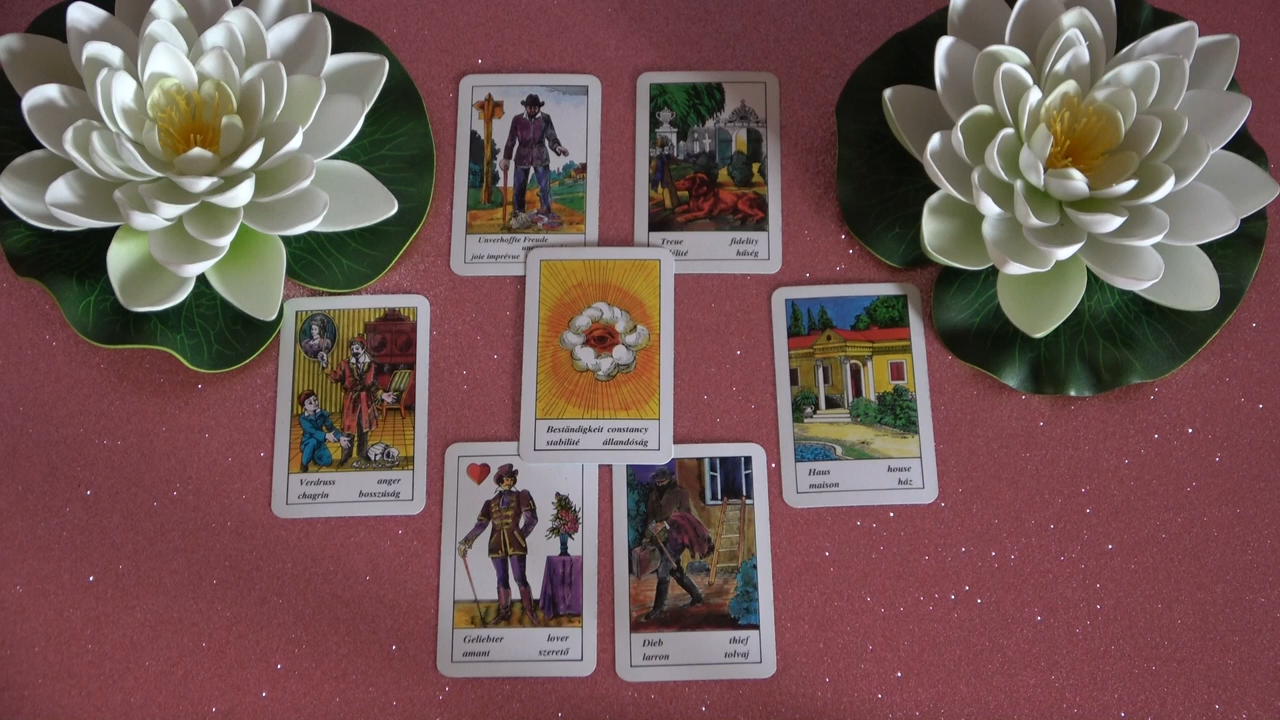 Unverhoffte Freude
joie imprévue
Treue fidelity
hűség
Beständigkeit constancy
stabilité állandóság
Verdruss anger
chagrin bosszúság
Haus house
maison ház
Geliebter lover
amant szerető
Dieb thief
larron tolvaj